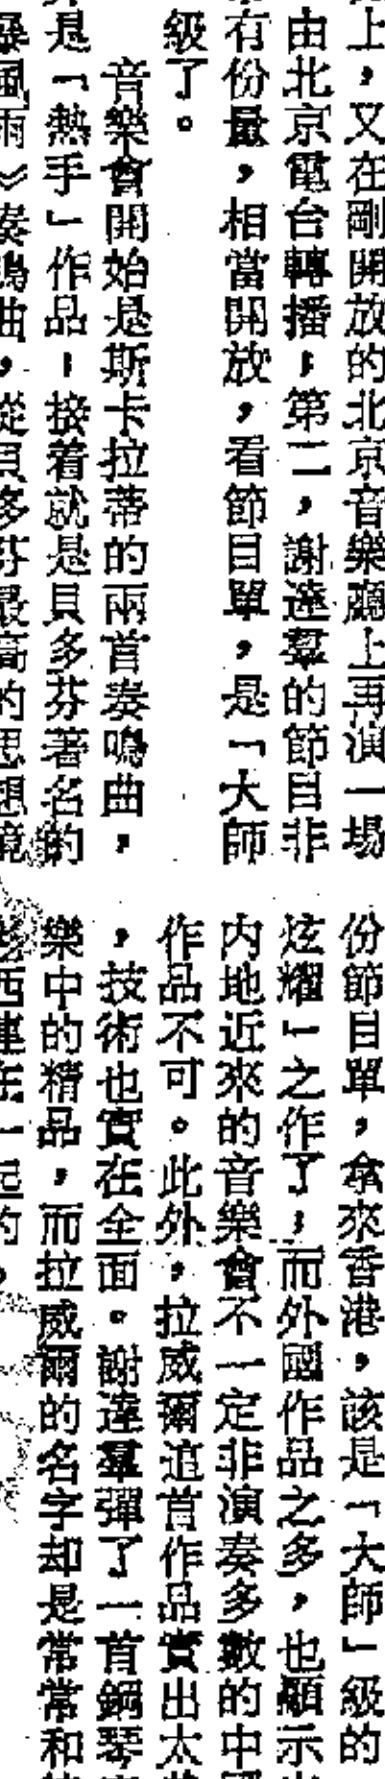 上，又在剛開放的北京音樂廳上再演一場
由北京電台轉播；第二，謝達羣的節目非
有份量，相當開放，看節目單，是「大師
級了。
音樂會開始是斯卡拉蒂的兩首奏鳴曲，
是「熱手」作品；接着就是貝多芬著名的
暴風雨》奏鳴曲，從貝多芬最高的思想境
份節目單，拿來香港，該是「大師」級的
炫耀」之作了；而外國作品之多，也顯示
內地近來的音樂會不一定非演奏多數的中
作品不可。此外，拉威爾這首作品實出太
，技術也實在全面。謝達羣彈了一首鋼琴
樂中的精品，而拉威爾的名字却是常常和
西連在一起的。